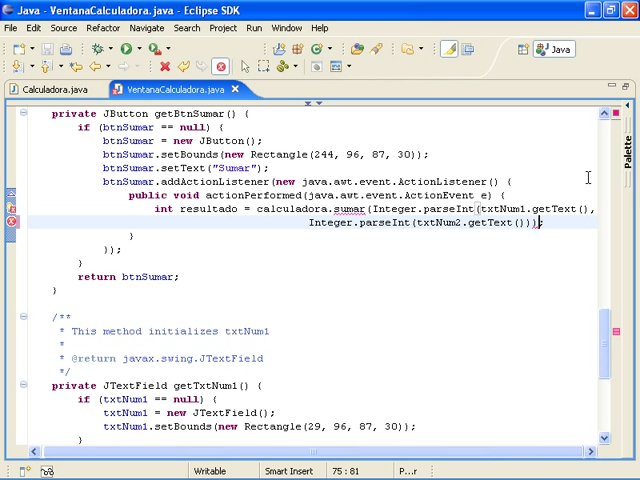 Java - VentanaCalculadora.java - Eclipse SDK
File Edit Source Refactor Navigate Search Project Run Window Help
Java
Calculadora.java
VentanaCalculadora.java
private JButton getBtnSumar() {
if (btnSumar == null) {
btnSumar = new JButton();
btnSumar.setBounds(new Rectangle(244, 96, 87, 30));
btnSumar.setText("Sumar");
btnSumar.addActionListener(new java.awt.event.ActionListener() {
public void actionPerformed(java.awt.event.ActionEvent e) {
int resultado = calculadora.sumar(Integer.parseInt(txtNum1.getText(),
Integer.parseInt(txtNum2.getText()));
}
});
}
return btnSumar;
}
/**
* This method initializes txtNum1
*
* @return javax.swing.JTextField
*/
private JTextField getTxtNum1() {
if (txtNum1 == null) {
txtNum1 = new JTextField();
txtNum1.setBounds(new Rectangle(29, 96, 87, 30));
}
Palette
Writable Smart Insert 75 : 81 P...r